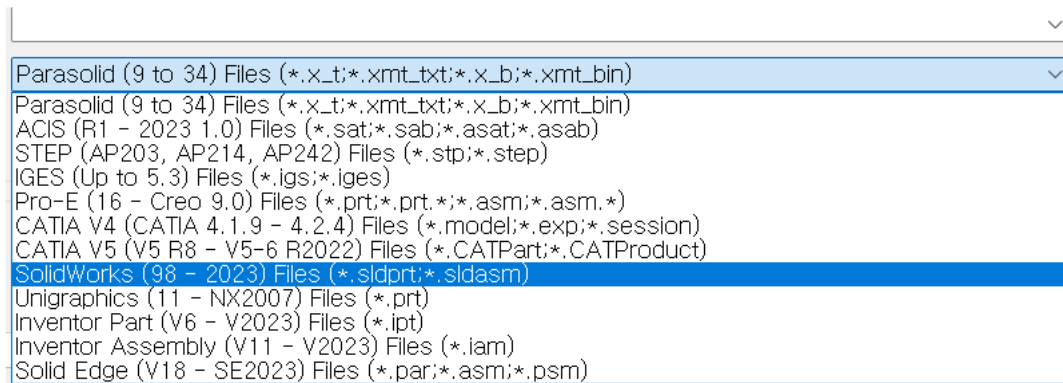 Parasolid (9 to 34) Files (*.x_t;*.xmt_txt;*.x_b;*.xmt_bin)
Parasolid (9 to 34) Files (*.x_t;*.xmt_txt;*.x_b;*.xmt_bin)
ACIS (R1 - 2023 1.0) Files (*.sat;*.sab;*.asat;*.asab)
STEP (AP203, AP214, AP242) Files (*.stp;*.step)
IGES (Up to 5.3) Files (*.igs;*.iges)
Pro-E (16 - Creo 9.0) Files (*.prt;*.prt.*;*.asm;*.asm.*)
CATIA V4 (CATIA 4.1.9 - 4.2.4) Files (*.model;*.exp;*.session)
CATIA V5 (V5 R8 - V5-6 R2022) Files (*.CATPart;*.CATProduct)
SolidWorks (98 - 2023) Files (*.sldprt;*.sldasm)
Unigraphics (11 - NX2007) Files (*.prt)
Inventor Part (V6 - V2023) Files (*.ipt)
Inventor Assembly (V11 - V2023) Files (*.iam)
Solid Edge (V18 - SE2023) Files (*.par;*.asm;*.psm)